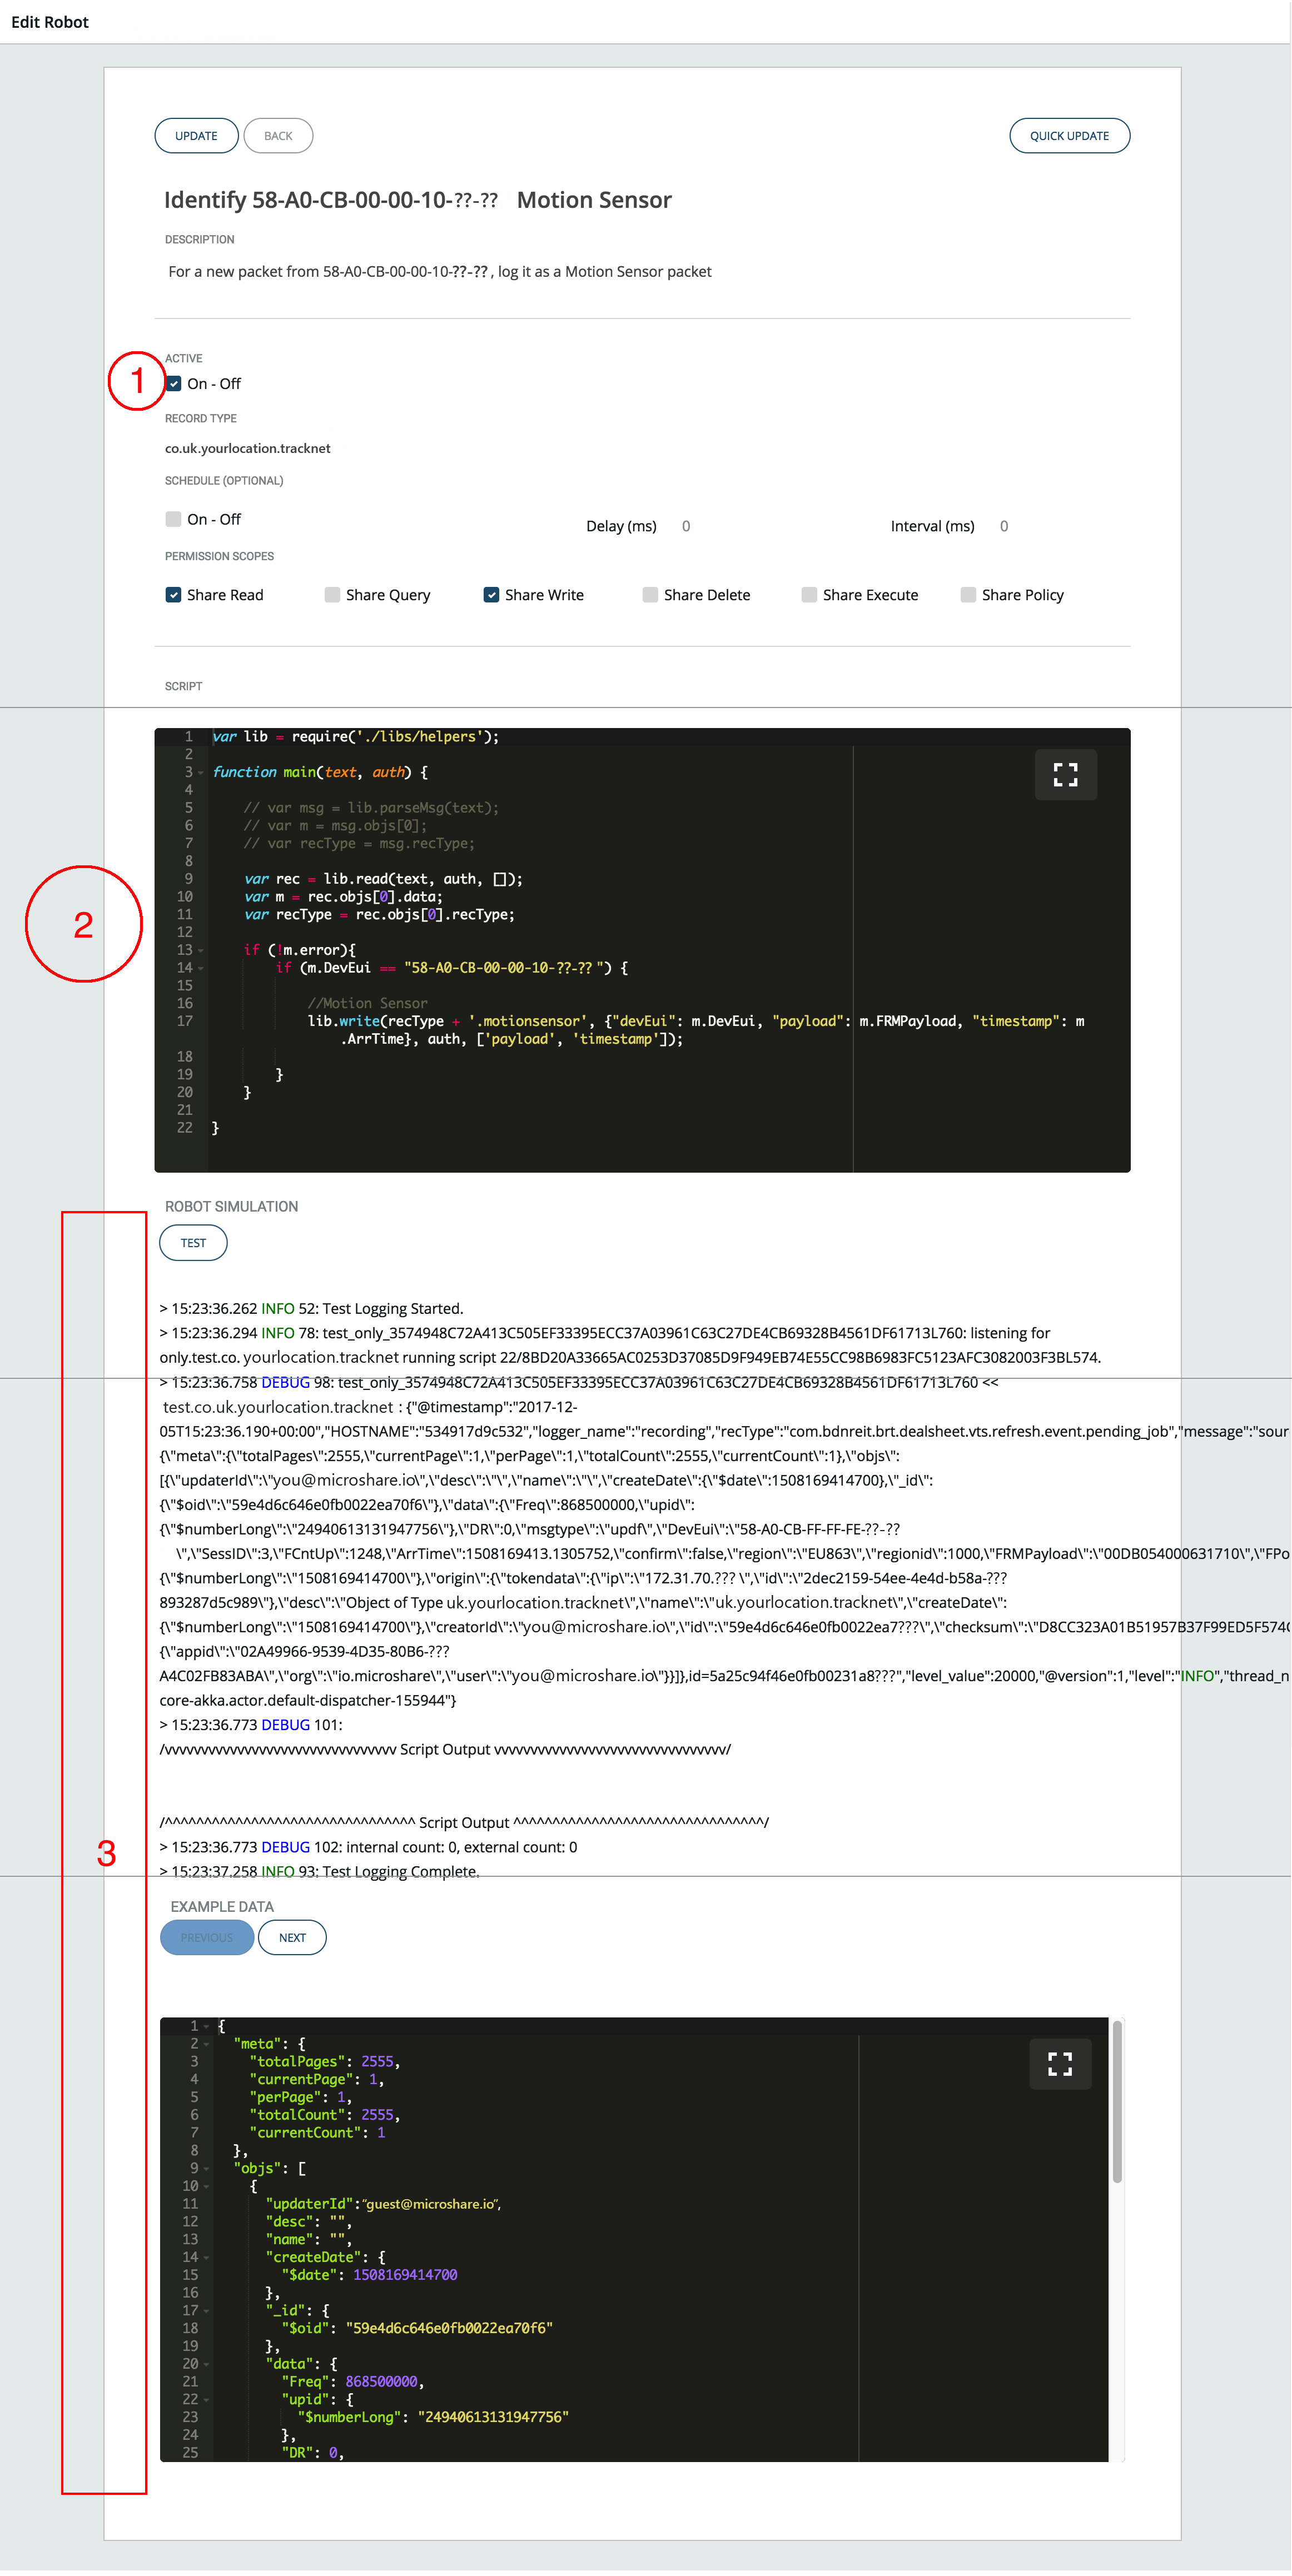 Edit Robot
UPDATE BACK QUICK UPDATE
Identify 58-A0-CB-00-00-10-??-?? Motion Sensor
DESCRIPTION
For a new packet from 58-A0-CB-00-00-10-??-?? , log it as a Motion Sensor packet
ACTIVE
1
On - Off
RECORD TYPE
co.uk.yourlocation.tracknet
SCHEDULE (OPTIONAL)
On - Off Delay (ms) 0 Interval (ms) 0
PERMISSION SCOPES
Share Read Share Query Share Write Share Delete Share Execute Share Policy
SCRIPT
1 var lib = require('./libs/helpers');
2
3 function main(text, auth) {
4
5 // var msg = lib.parseMsg(text);
6 // var m = msg.objs[0];
7 // var recType = msg.recType;
8
9 var rec = lib.read(text, auth, []);
10 var m = rec.objs[0].data;
11 var recType = rec.objs[0].recType;
12
2
13 if (!m.error){
14 if (m.DevEui == "58-A0-CB-00-00-10-??-?? ") {
15
16 //Motion Sensor
17 lib.write(recType + '.motionsensor', {"devEui": m.DevEui, "payload": m.FRMPayload, "timestamp": m
.ArrTime}, auth, ['payload', 'timestamp']);
18
19 }
20 }
21
22 }
ROBOT SIMULATION
TEST
> 15:23:36.262 INFO 52: Test Logging Started.
> 15:23:36.294 INFO 78: test_only_3574948C72A413C505EF33395ECC37A03961C63C27DE4CB69328B4561DF61713L760: listening for
only.test.co. yourlocation.tracknet running script 22/8BD20A33665AC0253D37085D9F949EB74E55CC98B6983FC5123AFC3082003F3BL574.
> 15:23:36.758 DEBUG 98: test_only_3574948C72A413C505EF33395ECC37A03961C63C27DE4CB69328B4561DF61713L760 <<
test.co.uk.yourlocation.tracknet : {"@timestamp":"2017-12-
05T15:23:36.190+00:00","HOSTNAME":"534917d9c532","logger_name":"recording","recType":"com.bdnreit.brt.dealsheet.vts.refresh.event.pending_job","message":"sour
{\"meta\":{\"totalPages\":2555,\"currentPage\":1,\"perPage\":1,\"totalCount\":2555,\"currentCount\":1},\"objs\":
[{\"updaterId\":\"you@microshare.io\",\"desc\":\"\",\"name\":\"\",\"createDate\":{\"$date\":1508169414700},\"_id\":
{\"$oid\":\"59e4d6c646e0fb0022ea70f6\"},\"data\":{\"Freq\":868500000,\"upid\":
{\"$numberLong\":\"24940613131947756\"},\"DR\":0,\"msgtype\":\"updf\",\"DevEui\":\"58-A0-CB-FF-FF-FE-??-??
\",\"SessID\":3,\"FCntUp\":1248,\"ArrTime\":1508169413.1305752,\"confirm\":false,\"region\":\"EU863\",\"regionid\":1000,\"FRMPayload\":\"00DB054000631710\",\"FPo
{\"$numberLong\":\"1508169414700\"},\"origin\":{\"tokendata\":{\"ip\":\"172.31.70.??? \",\"id\":\"2dec2159-54ee-4e4d-b58a-???
893287d5c989\"},\"desc\":\"Object of Type uk.yourlocation.tracknet\",\"name\":\"uk.yourlocation.tracknet\",\"createDate\":
{\"$numberLong\":\"1508169414700\"},\"creatorId\":\"you@microshare.io\",\"id\":\"59e4d6c646e0fb0022ea7???\",\"checksum\":\"D8CC323A01B51957B37F99ED5F574
{\"appid\":\"02A49966-9539-4D35-80B6-???
A4C02FB83ABA\",\"org\":\"io.microshare\",\"user\":\"you@microshare.io\"}}]},id=5a25c94f46e0fb00231a8???","level_value":20000,"@version":1,"level":"INFO","thread_n
core-akka.actor.default-dispatcher-155944"}
> 15:23:36.773 DEBUG 101:
/vvvvvvvvvvvvvvvvvvvvvvvvvvvvvvvv Script Output vvvvvvvvvvvvvvvvvvvvvvvvvvvvvvvv/
/^^^^^^^^^^^^^^^^^^^^^^^^^^^^^^^^ Script Output ^^^^^^^^^^^^^^^^^^^^^^^^^^^^^^^^/
3
> 15:23:36.773 DEBUG 102: internal count: 0, external count: 0
> 15:23:37.258 INFO 93: Test Logging Complete.
EXAMPLE DATA
PREVIOUS NEXT
1 {
2 "meta": {
3 "totalPages": 2555,
4 "currentPage": 1,
5 "perPage": 1,
6 "totalCount": 2555,
7 "currentCount": 1
8 },
9 "objs": [
10 {
11 "updaterId":"guest@microshare.io",
12 "desc": "",
13 "name": "",
14 "createDate": {
15 "$date": 1508169414700
16 },
17 "_id": {
18 "$oid": "59e4d6c646e0fb0022ea70f6"
19 },
20 "data": {
21 "Freq": 868500000,
22 "upid": {
23 "$numberLong": "24940613131947756"
24 },
25 "DR": 0,